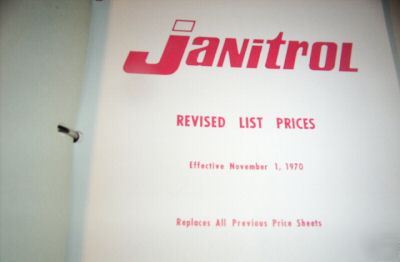 Janitrol
REVISED LIST PRICES
Effective November 1, 1970
Replaces All Previous Price Sheets